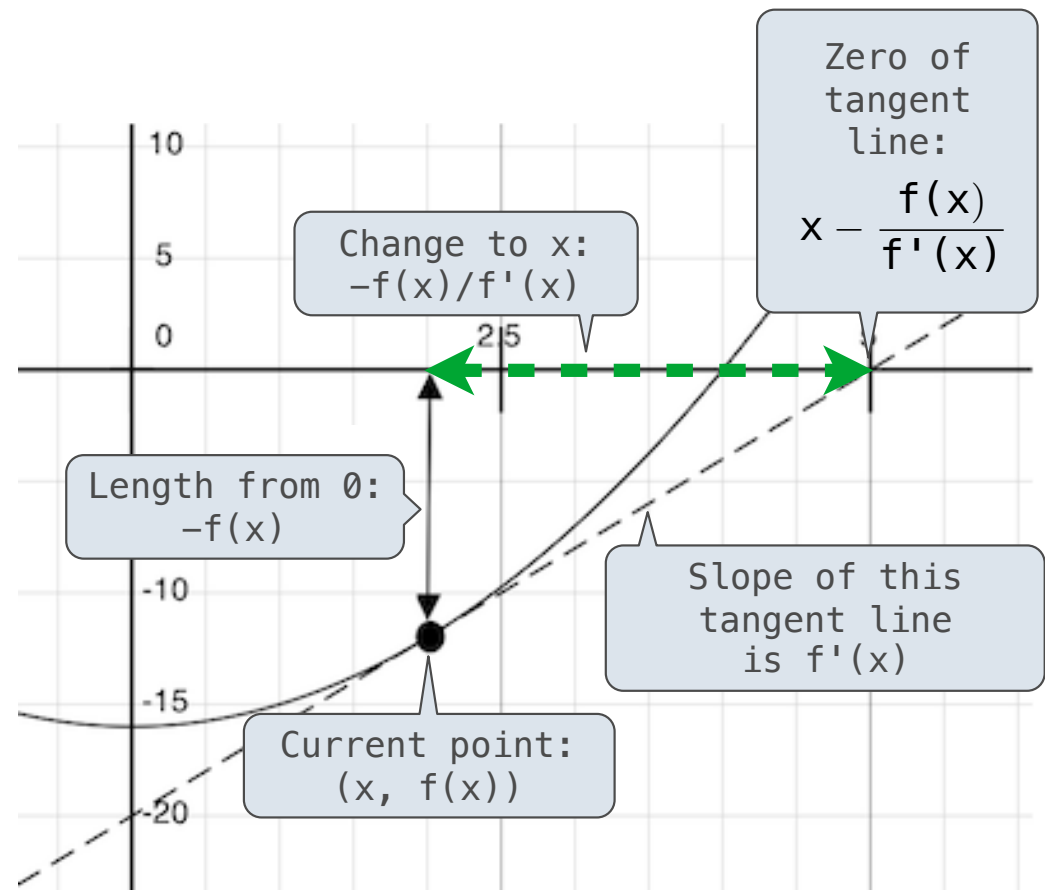 Zero of
tangent
line:
x − f(x)/f'(x)
10
Change to x:
−f(x)/f'(x)
5
0
2.5
Length from 0:
−f(x)
-10
Slope of this
tangent line
is f'(x)
-15
Current point:
(x, f(x))
-20